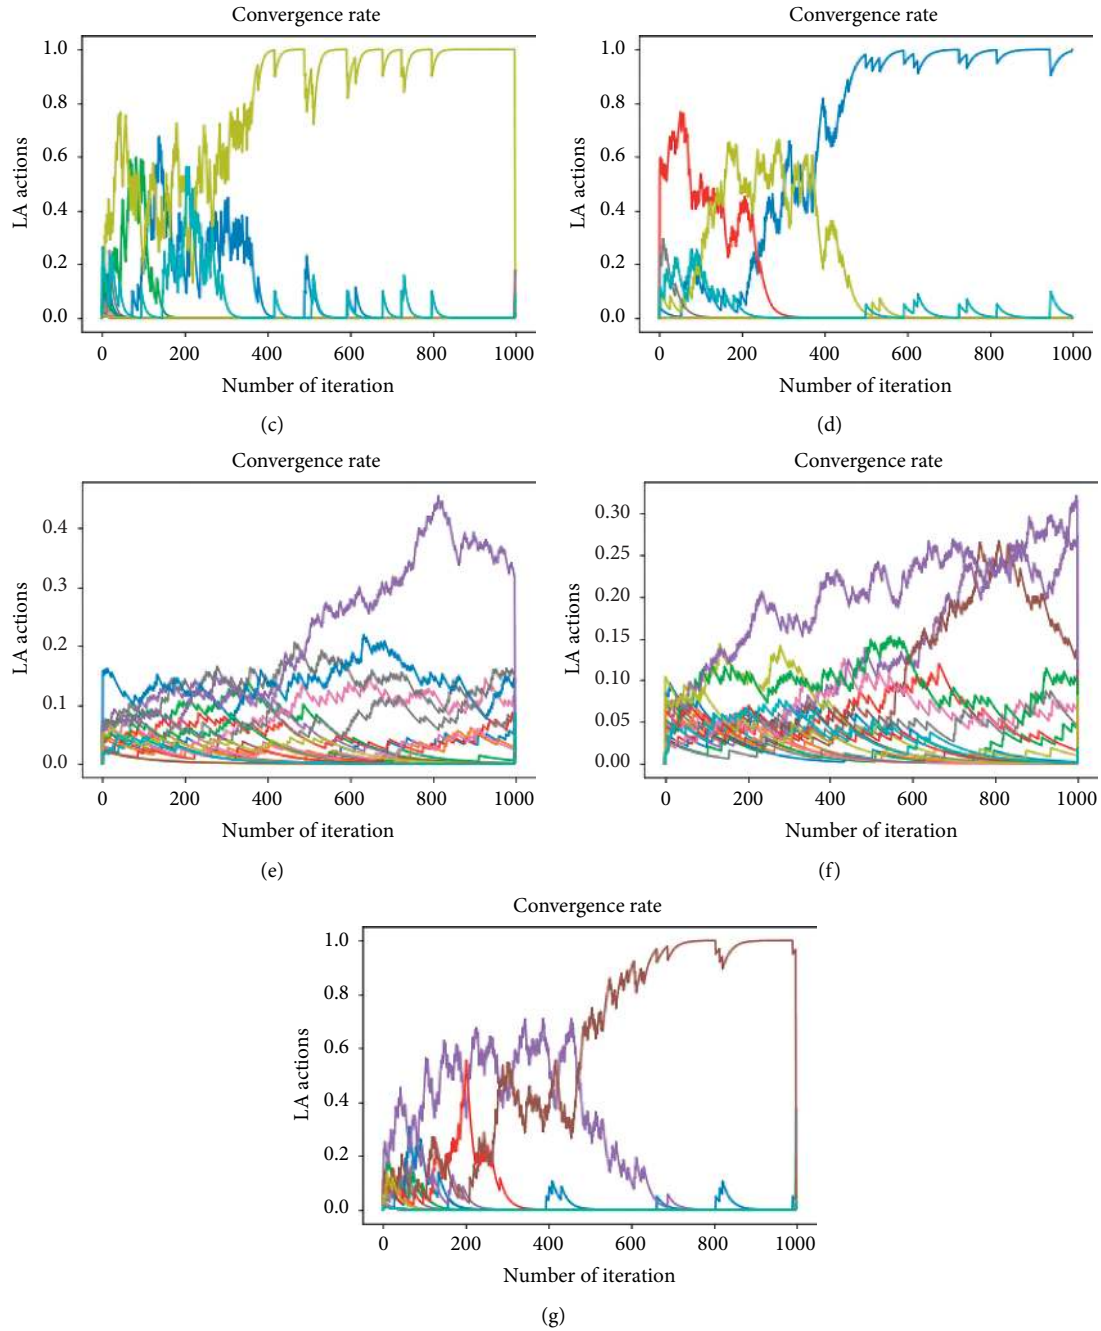 Convergence rate
Convergence rate
1.0
0.8
0.6
0.4
0.2
0.0
LA actions
0 200 400 600 800 1000
Number of iteration
(c)
1.0
0.8
0.6
0.4
0.2
0.0
LA actions
0 200 400 600 800 1000
Number of iteration
(d)
Convergence rate
0.4
0.3
0.2
0.1
0.0
LA actions
0 200 400 600 800 1000
Number of iteration
(e)
Convergence rate
0.30
0.25
0.20
0.15
0.10
0.05
0.00
LA actions
0 200 400 600 800 1000
Number of iteration
(f)
Convergence rate
1.0
0.8
0.6
0.4
0.2
0.0
LA actions
0 200 400 600 800 1000
Number of iteration
(g)